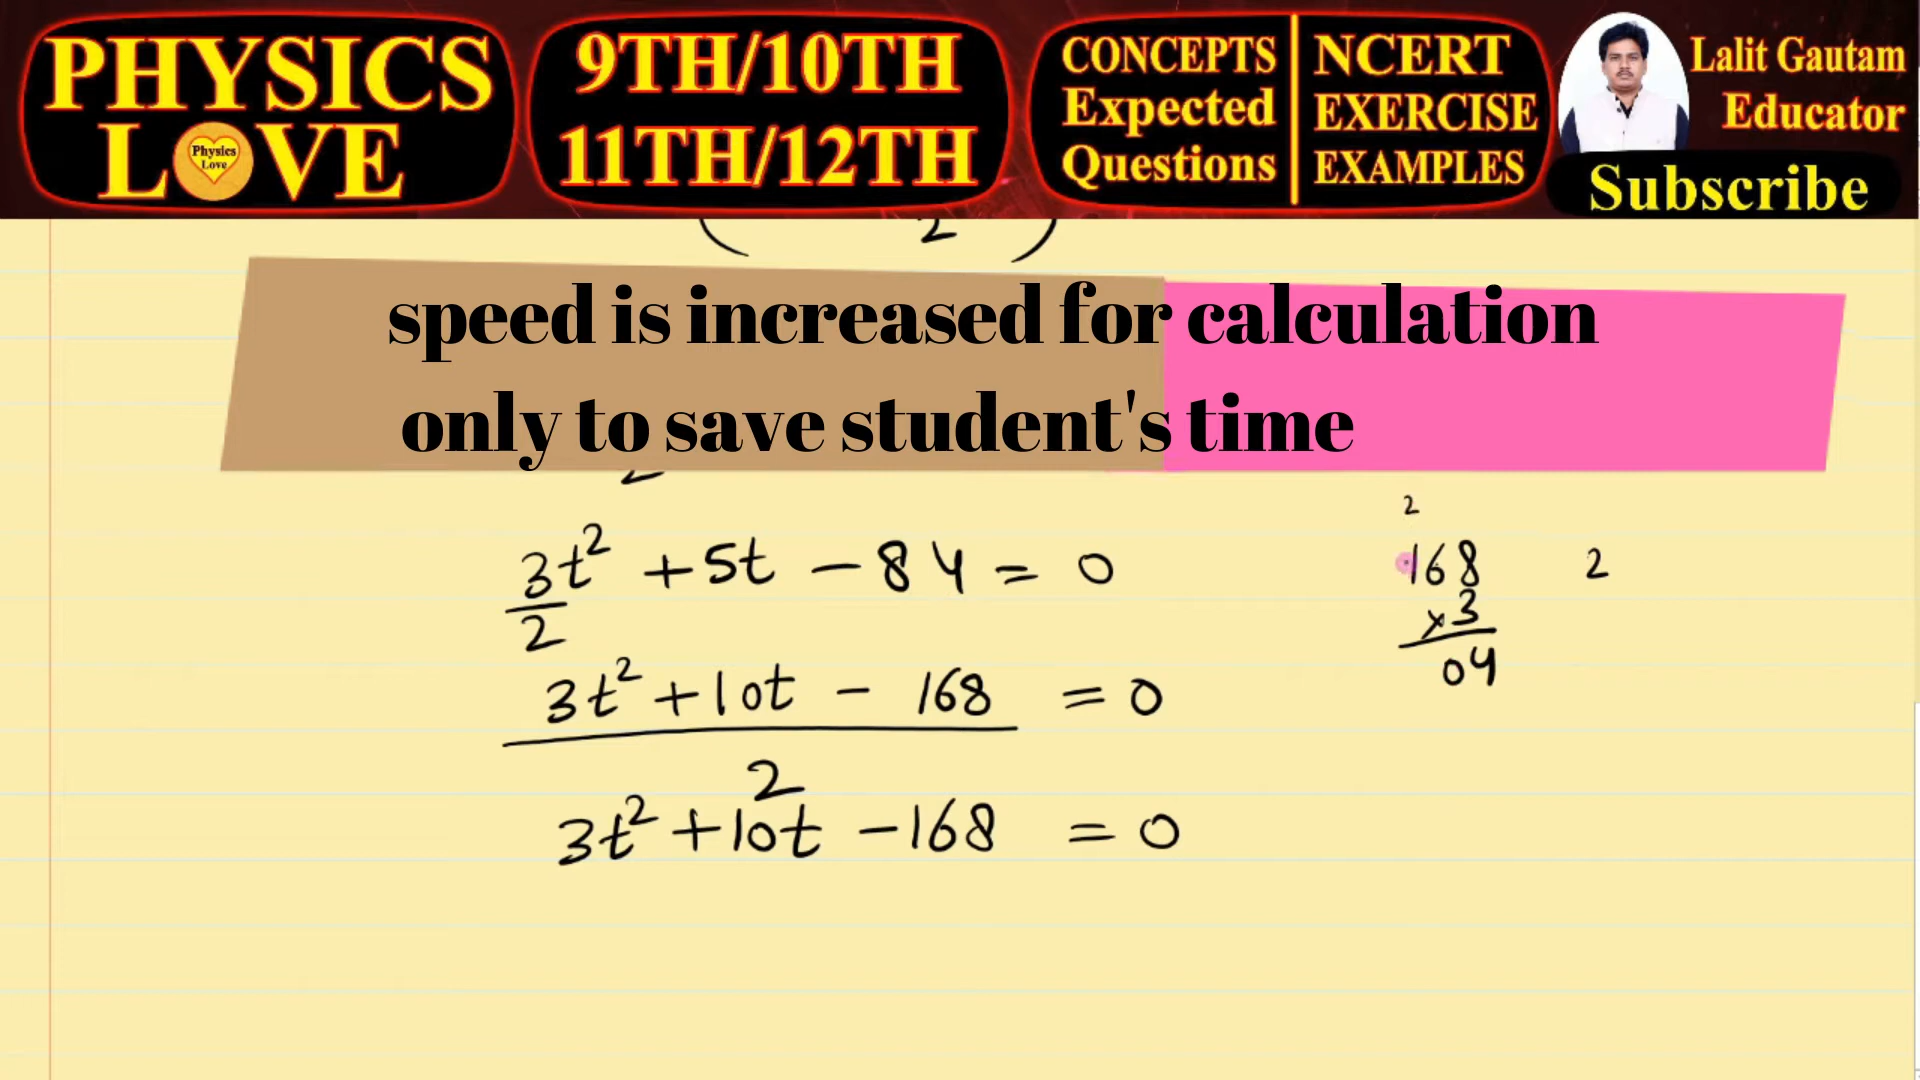 PHYSICS
LOVE
Physics
Love
9TH/10TH
11TH/12TH
CONCEPTS
Expected
Questions
NCERT
EXERCISE
EXAMPLES
Lalit Gautam
Educator
Subscribe
2
speed is increased for calculation
only to save student's time
3t² + 5t - 84 = 0
2
3t² + 10t - 168 = 0
2
3t² + 10t - 168 = 0
2
168
×3
04
2